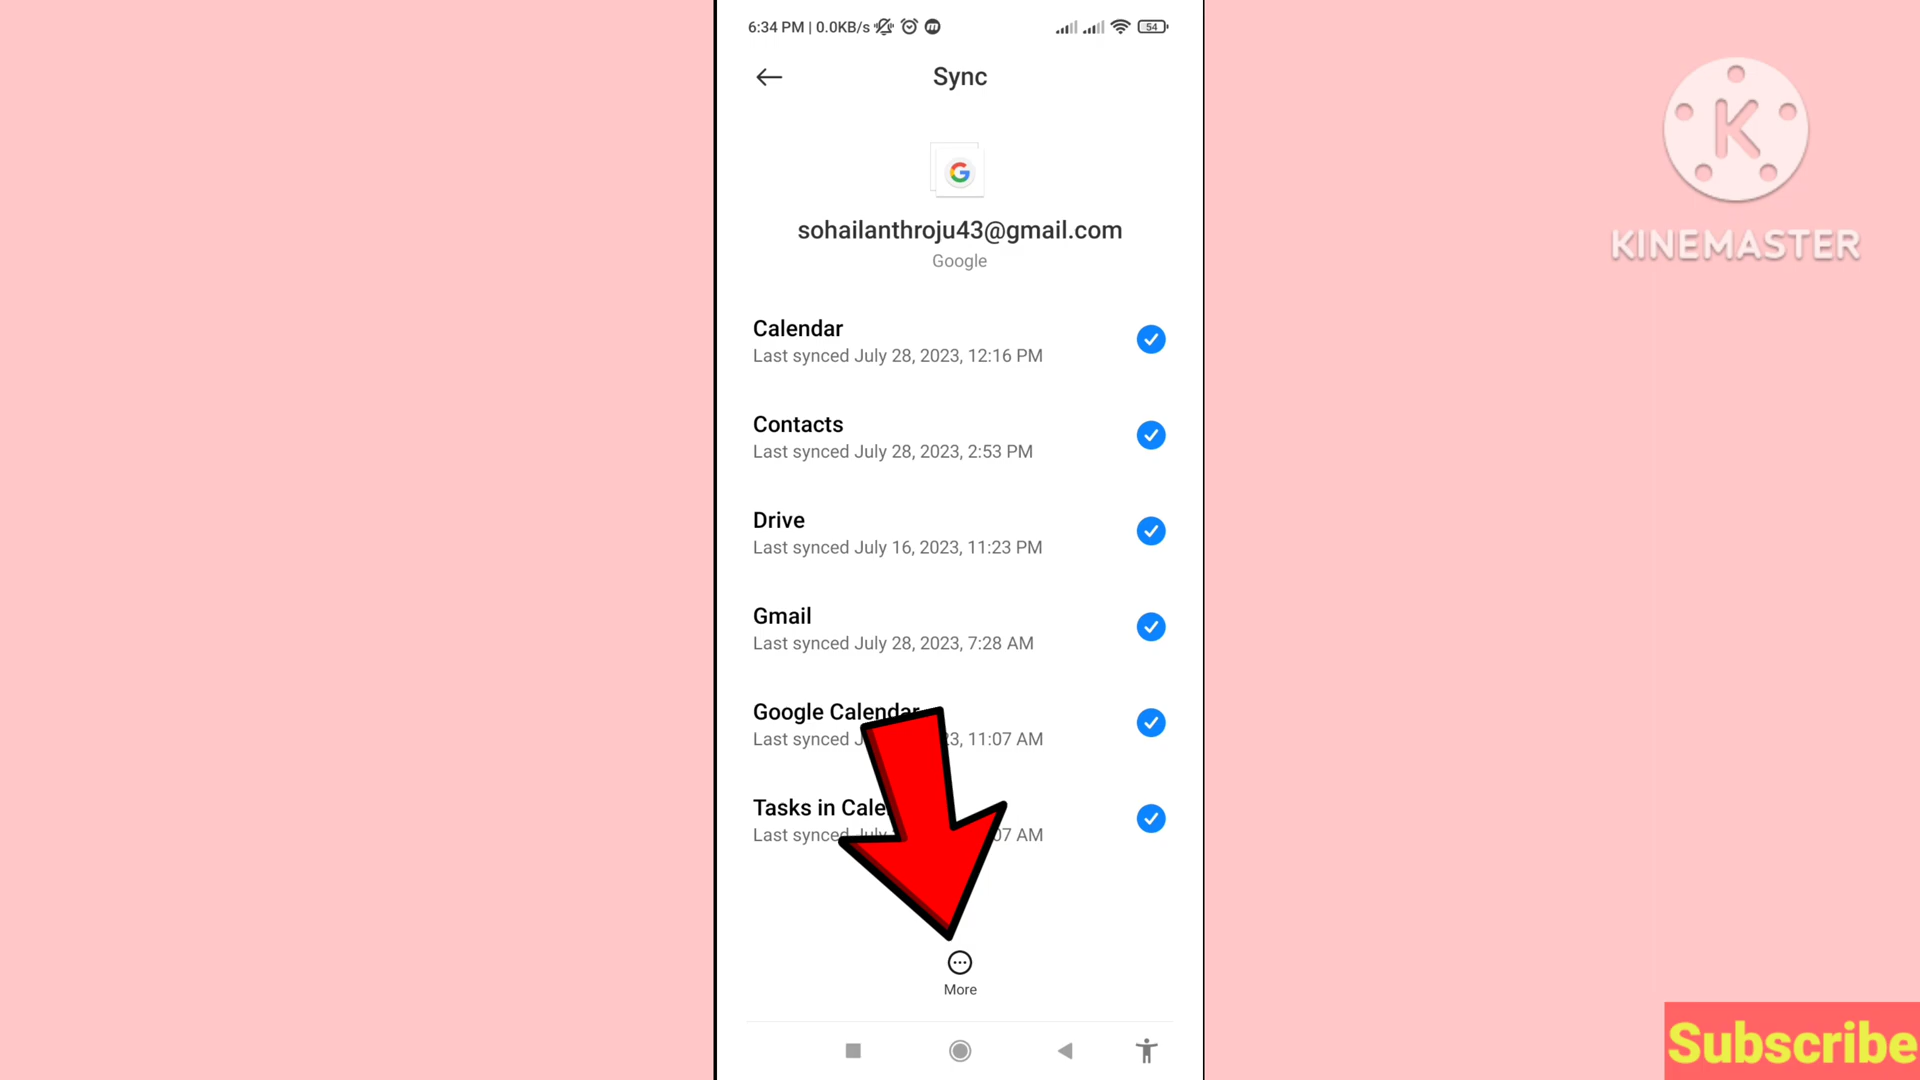 6:34 PM | 0.0KB/s
54
Sync
sohailanthroju43@gmail.com
Google
Calendar
Last synced July 28, 2023, 12:16 PM
Contacts
Last synced July 28, 2023, 2:53 PM
Drive
Last synced July 16, 2023, 11:23 PM
Gmail
Last synced July 28, 2023, 7:28 AM
Google Calendar
Last synced 11:07 AM
Tasks in
Last synced AM
More
K
KINEMASTER
Subscribe